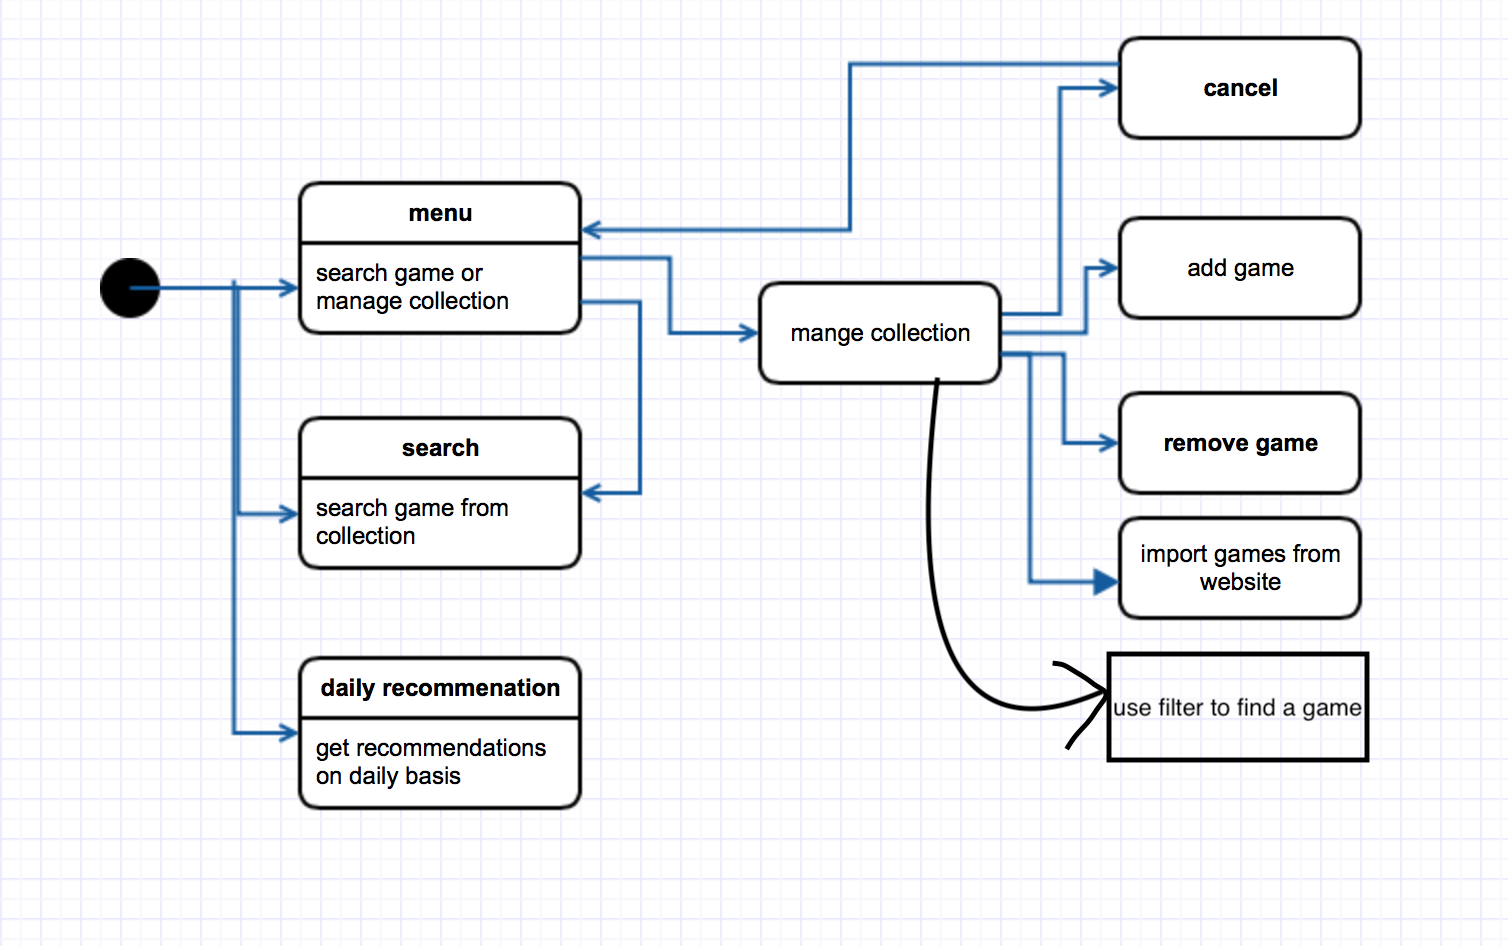 cancel
menu
search game or
manage collection
add game
mange collection
search
search game from
collection
remove game
import games from
website
daily recommenation
get recommendations
on daily basis
use filter to find a game